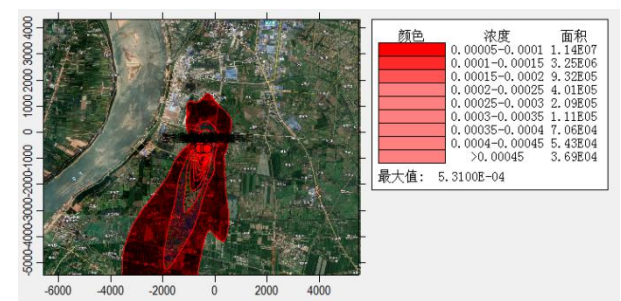 颜色 浓度 面积
0.00005-0.0001 1.14E07
0.0001-0.00015 3.25E06
0.00015-0.0002 9.32E05
0.0002-0.00025 4.01E05
0.00025-0.0003 2.09E05
0.0003-0.00035 1.11E05
0.00035-0.0004 7.06E04
0.0004-0.00045 5.43E04
>0.00045 3.69E04
最大值: 5.3100E-04
4000
3000
2000
1000
0
-1000
-2000
-3000
-4000
-5000
-6000 -4000 -2000 0 2000 4000